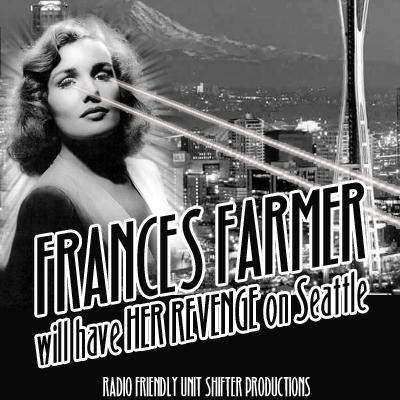 FRANCES FARMER
will have HER REVENGE on Seattle
RADIO FRIENDLY UNIT SHIFTER PRODUCTIONS